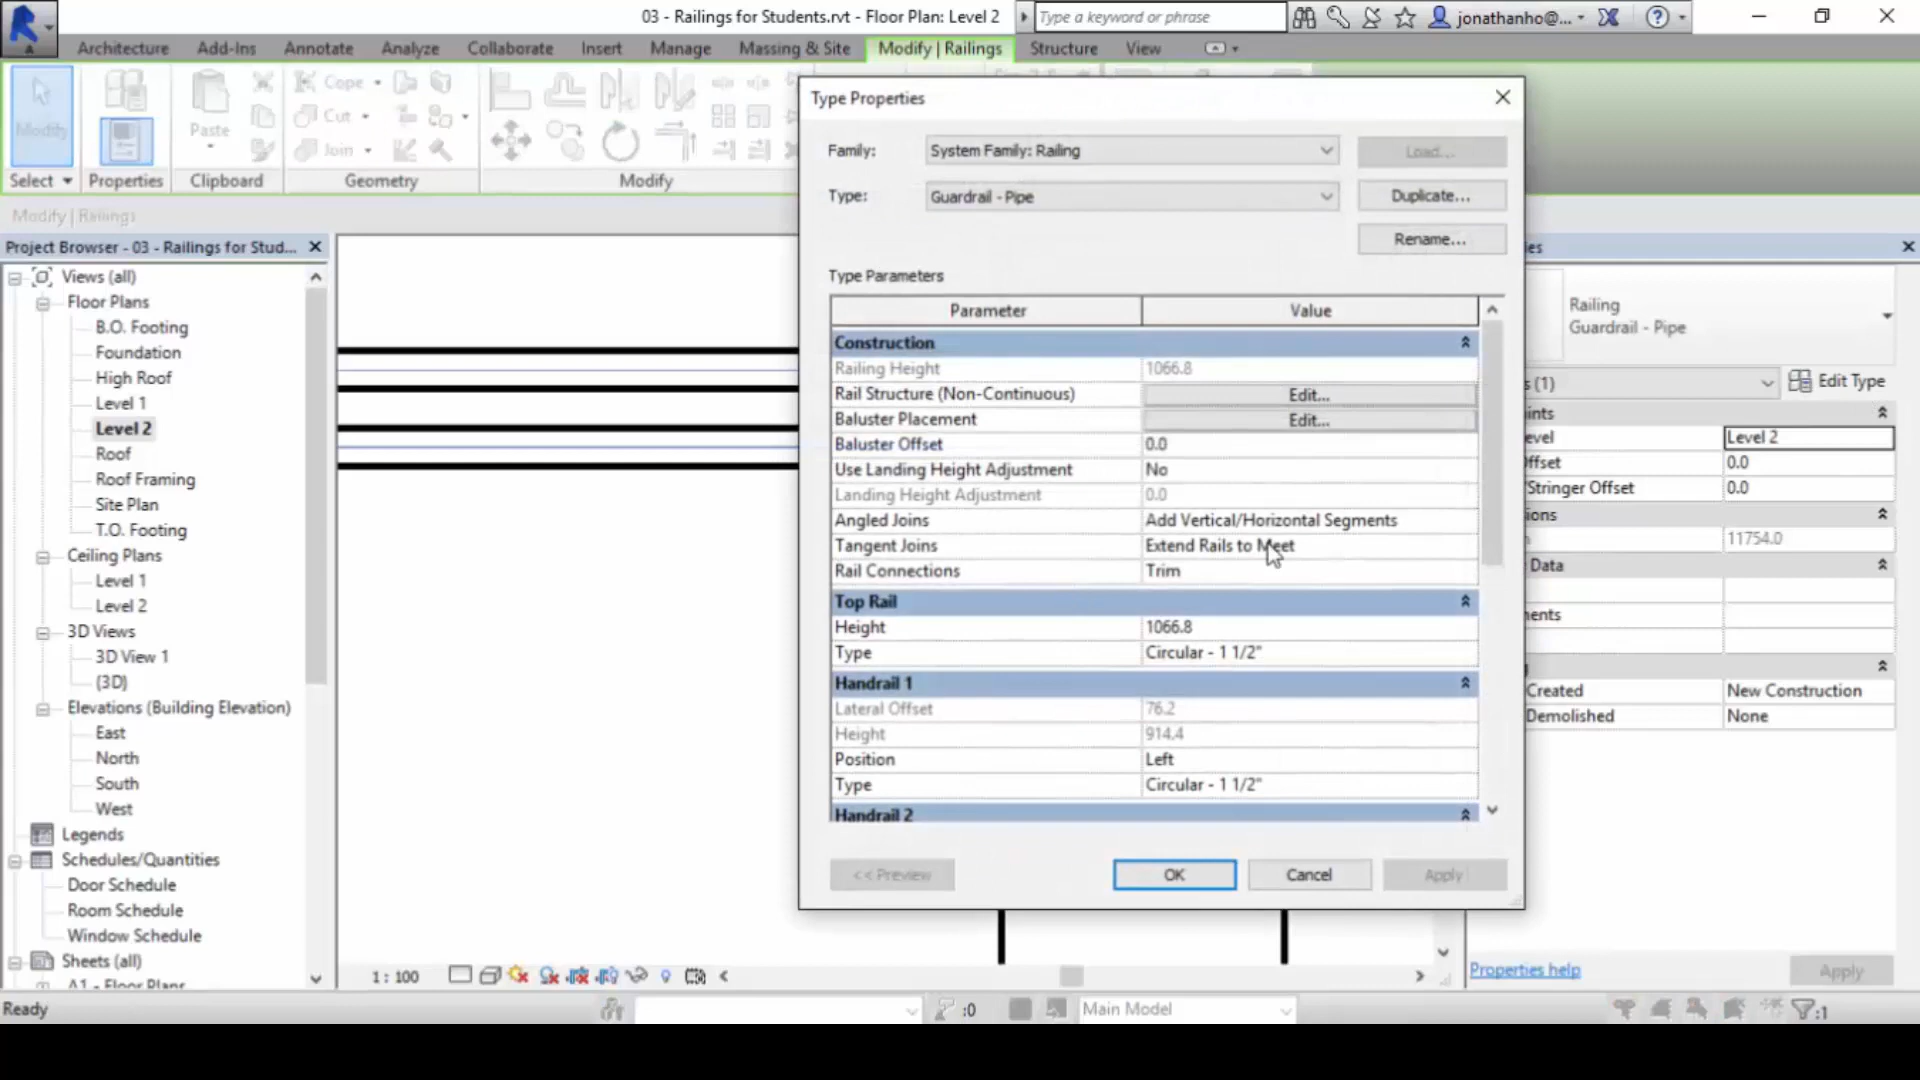 03 - Railings for Students.rvt - Floor Plan: Level 2
Type a keyword or phrase
jonathanho@...
Architecture Add-Ins Annotate Analyze Collaborate Insert Manage Massing & Site Modify | Railings Structure View
Modify
Paste
Cope
Cut
Join
Select Properties Clipboard Geometry Modify
Modify | Railings
Project Browser - 03 - Railings for Stud...
Views (all)
Floor Plans
B.O. Footing
Foundation
High Roof
Level 1
Level 2
Roof
Roof Framing
Site Plan
T.O. Footing
Ceiling Plans
Level 1
Level 2
3D Views
3D View 1
{3D}
Elevations (Building Elevation)
East
North
South
West
Legends
Schedules/Quantities
Door Schedule
Room Schedule
Window Schedule
Sheets (all)
A1 - Floor Plans
Type Properties
Family: System Family: Railing Load...
Type: Guardrail - Pipe Duplicate...
Rename...
Type Parameters
Parameter Value
Construction
Railing Height 1066.8
Rail Structure (Non-Continuous) Edit...
Baluster Placement Edit...
Baluster Offset 0.0
Use Landing Height Adjustment No
Landing Height Adjustment 0.0
Angled Joins Add Vertical/Horizontal Segments
Tangent Joins Extend Rails to Meet
Rail Connections Trim
Top Rail
Height 1066.8
Type Circular - 1 1/2"
Handrail 1
Lateral Offset 76.2
Height 914.4
Position Left
Type Circular - 1 1/2"
Handrail 2
<< Preview OK Cancel Apply
es
Railing
Guardrail - Pipe
s (1) Edit Type
ints
evel Level 2
ffset 0.0
/Stringer Offset 0.0
ions
11754.0
Data
nents
Created New Construction
Demolished None
Properties help Apply
1 : 100
Ready :0 Main Model :1